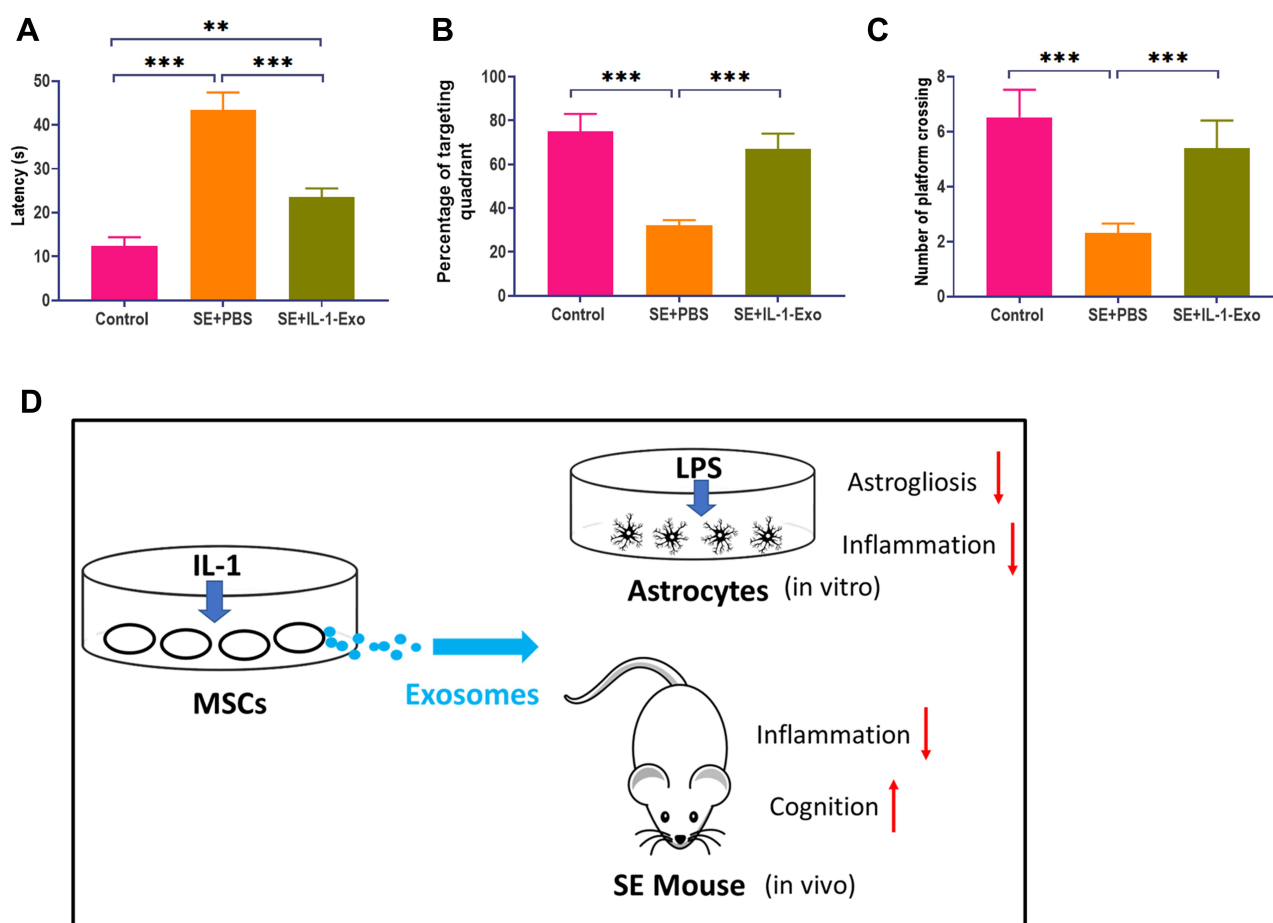 A
**
***
***
Latency (s)
50
40
30
20
10
0
Control
SE+PBS
SE+IL-1-Exo
B
***
***
Percentage of targeting
quadrant
100
80
60
40
20
0
Control
SE+PBS
SE+IL-1-Exo
C
***
***
Number of platform crossing
8
6
4
2
0
Control
SE+PBS
SE+IL-1-Exo
D
IL-1
MSCs
Exosomes
LPS
Astrocytes (in vitro)
Astrogliosis
Inflammation
Inflammation
Cognition
SE Mouse (in vivo)